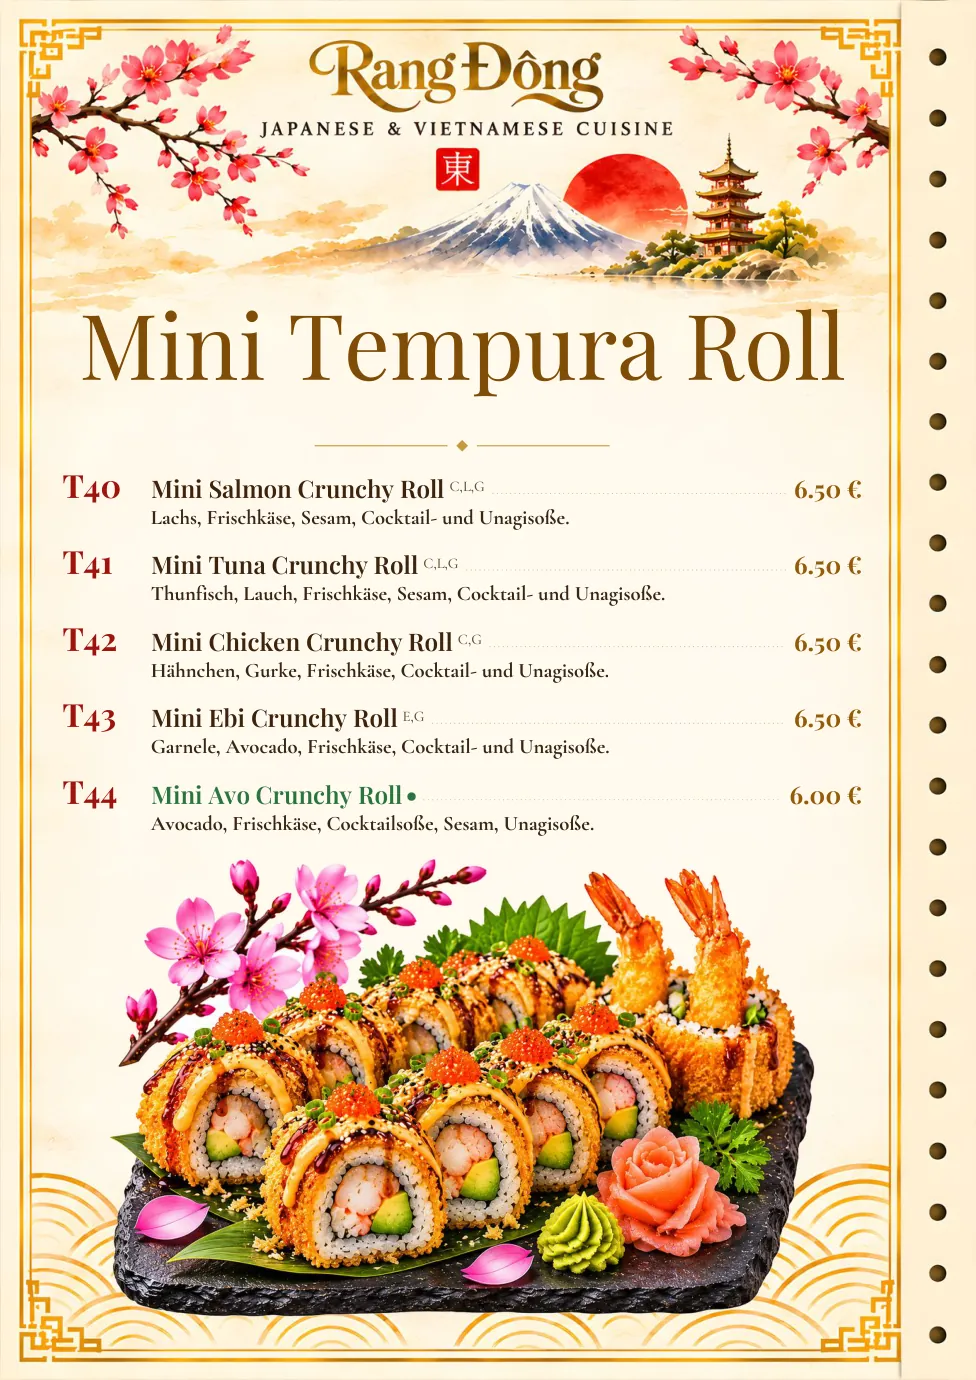 Rang Đông
JAPANESE & VIETNAMESE CUISINE
東
Mini Tempura Roll
T40 Mini Salmon Crunchy Roll C,L,G 6.50 €
Lachs, Frischkäse, Sesam, Cocktail- und Unagisoße.
T41 Mini Tuna Crunchy Roll C,L,G 6.50 €
Thunfisch, Lauch, Frischkäse, Sesam, Cocktail- und Unagisoße.
T42 Mini Chicken Crunchy Roll C,G 6.50 €
Hähnchen, Gurke, Frischkäse, Cocktail- und Unagisoße.
T43 Mini Ebi Crunchy Roll E,G 6.50 €
Garnele, Avocado, Frischkäse, Cocktail- und Unagisoße.
T44 Mini Avo Crunchy Roll • 6.00 €
Avocado, Frischkäse, Cocktailsoße, Sesam, Unagisoße.